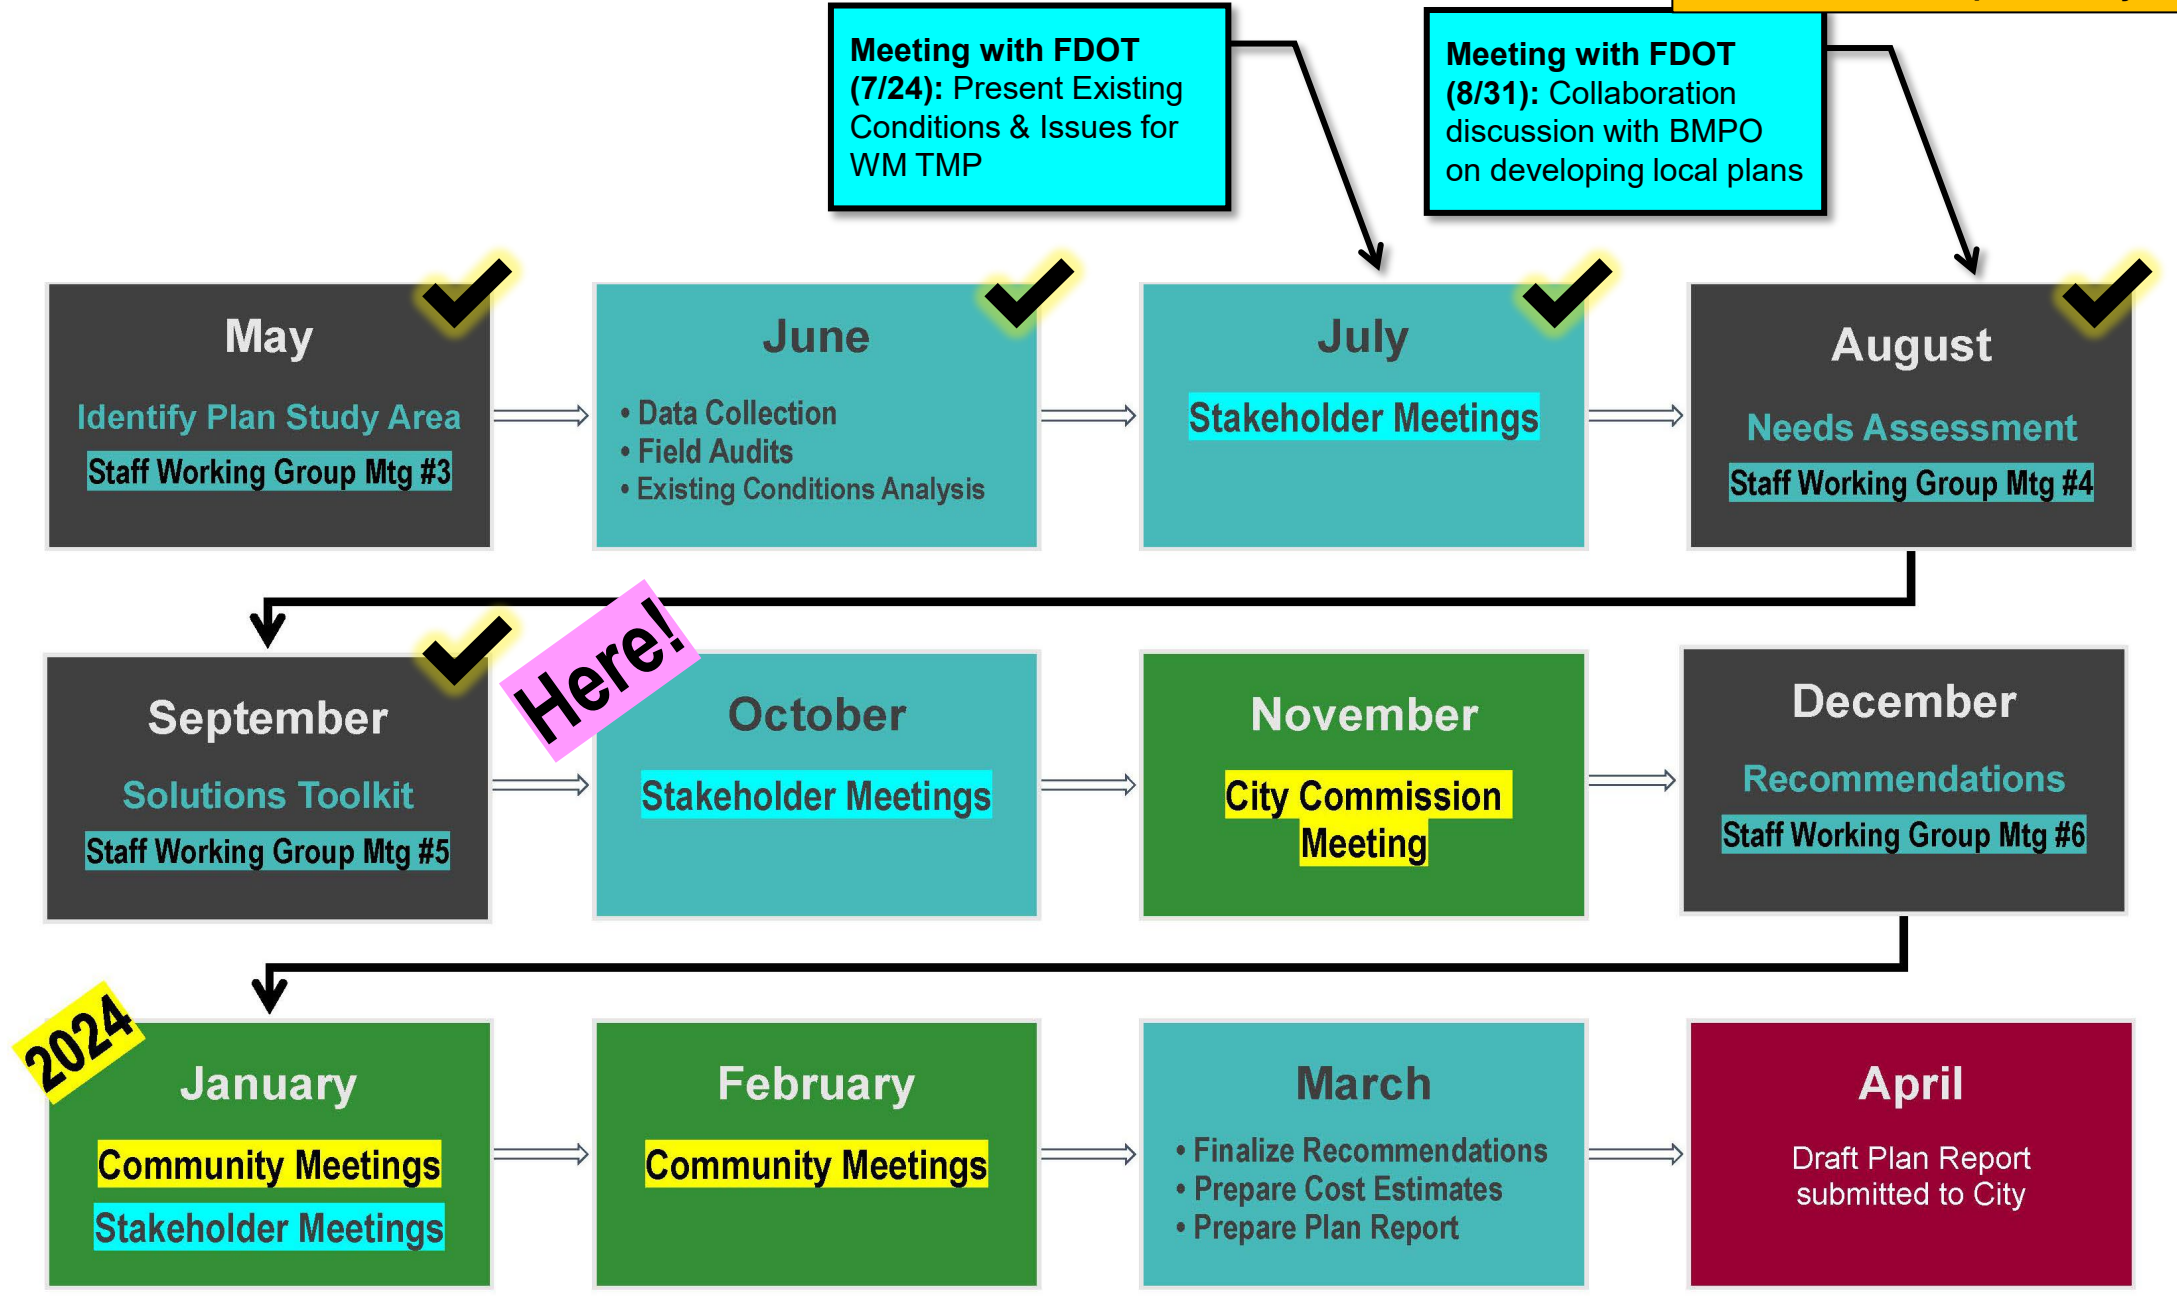 Meeting with FDOT
(7/24): Present Existing
Conditions & Issues for
WM TMP
Meeting with FDOT
(8/31): Collaboration
discussion with BMPO
on developing local plans
May
Identify Plan Study Area
Staff Working Group Mtg #3
June
• Data Collection
• Field Audits
• Existing Conditions Analysis
July
Stakeholder Meetings
August
Needs Assessment
Staff Working Group Mtg #4
September
Solutions Toolkit
Staff Working Group Mtg #5
Here!
October
Stakeholder Meetings
November
City Commission
Meeting
December
Recommendations
Staff Working Group Mtg #6
2024
January
Community Meetings
Stakeholder Meetings
February
Community Meetings
March
• Finalize Recommendations
• Prepare Cost Estimates
• Prepare Plan Report
April
Draft Plan Report
submitted to City